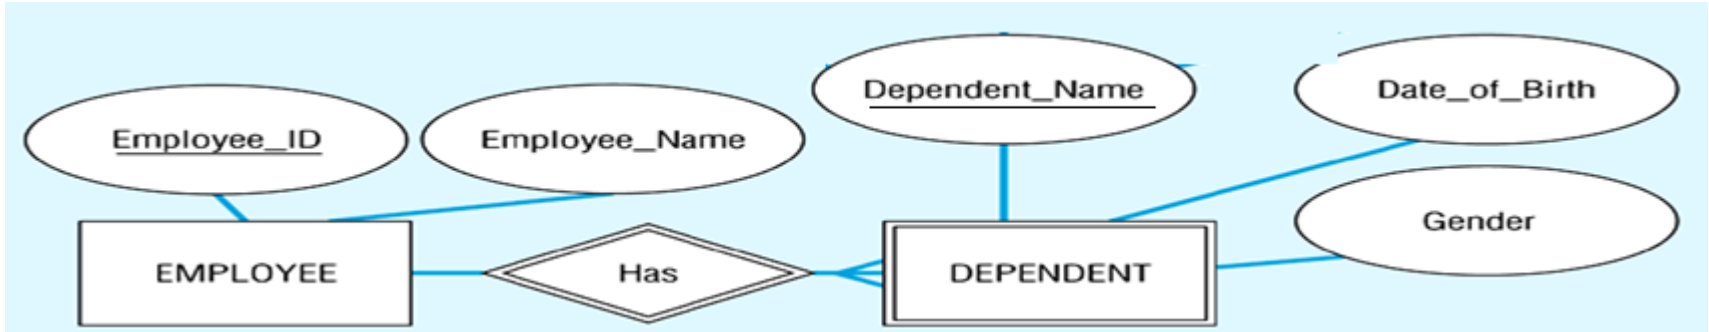 Dependent_Name
Date_of_Birth
Employee_ID
Employee_Name
Gender
EMPLOYEE
Has
DEPENDENT